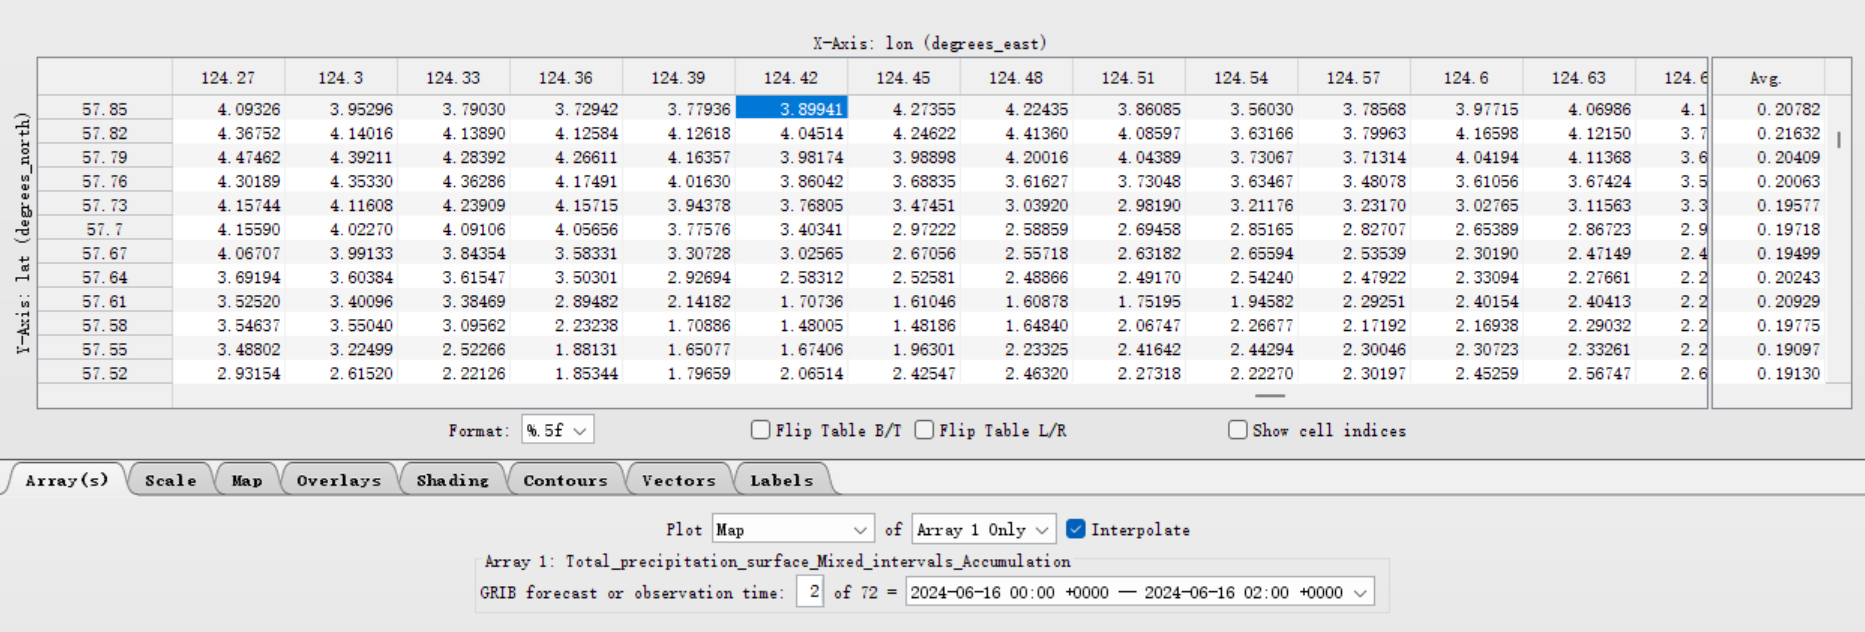 X-Axis: lon (degrees_east)
124.27 124.3 124.33 124.36 124.39 124.42 124.45 124.48 124.51 124.54 124.57 124.6 124.63 124.6 Avg.
Y-Axis: lat (degrees_north)
57.85 4.09326 3.95296 3.79030 3.72942 3.77936 3.89941 4.27355 4.22435 3.86085 3.56030 3.78568 3.97715 4.06986 4.1 0.20782
57.82 4.36752 4.14016 4.13890 4.12584 4.12618 4.04514 4.24622 4.41360 4.08597 3.63166 3.79963 4.16598 4.12150 3.7 0.21632
57.79 4.47462 4.39211 4.28392 4.26611 4.16357 3.98174 3.98898 4.20016 4.04389 3.73067 3.71314 4.04194 4.11368 3.6 0.20409
57.76 4.30189 4.35330 4.36286 4.17491 4.01630 3.86042 3.68835 3.61627 3.73048 3.63467 3.48078 3.61056 3.67424 3.5 0.20063
57.73 4.15744 4.11608 4.23909 4.15715 3.94378 3.76805 3.47451 3.03920 2.98190 3.21176 3.23170 3.02765 3.11563 3.3 0.19577
57.7 4.15590 4.02270 4.09106 4.05656 3.77576 3.40341 2.97222 2.58859 2.69458 2.85165 2.82707 2.65389 2.86723 2.9 0.19718
57.67 4.06707 3.99133 3.84354 3.58331 3.30728 3.02565 2.67056 2.55718 2.63182 2.65594 2.53539 2.30190 2.47149 2.4 0.19499
57.64 3.69194 3.60384 3.61547 3.50301 2.92694 2.58312 2.52581 2.48866 2.49170 2.54240 2.47922 2.33094 2.27661 2.2 0.20243
57.61 3.52520 3.40096 3.38469 2.89482 2.14182 1.70736 1.61046 1.60878 1.75195 1.94582 2.29251 2.40154 2.40413 2.2 0.20929
57.58 3.54637 3.55040 3.09562 2.23238 1.70886 1.48005 1.48186 1.64840 2.06747 2.26677 2.17192 2.16938 2.29032 2.2 0.19775
57.55 3.48802 3.22499 2.52266 1.88131 1.65077 1.67406 1.96301 2.23325 2.41642 2.44294 2.30046 2.30723 2.33261 2.2 0.19097
57.52 2.93154 2.61520 2.22126 1.85344 1.79659 2.06514 2.42547 2.46320 2.27318 2.22270 2.30197 2.45259 2.56747 2.6 0.19130
Format: %.5f Flip Table B/T Flip Table L/R Show cell indices
Array(s) Scale Map Overlays Shading Contours Vectors Labels
Plot Map of Array 1 Only Interpolate
Array 1: Total_precipitation_surface_Mixed_intervals_Accumulation
GRIB forecast or observation time: 2 of 72 = 2024-06-16 00:00 +0000 — 2024-06-16 02:00 +0000